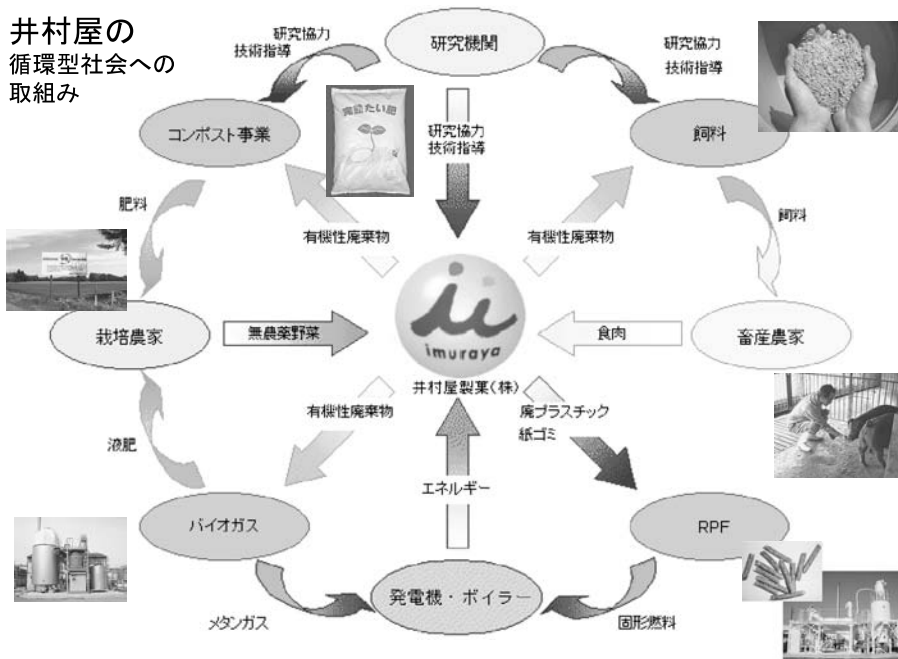 井村屋の
循環型社会への
取組み
研究機関
研究協力
技術指導
研究協力
技術指導
コンポスト事業
研究協力
技術指導
飼料
肥料
有機性廃棄物
有機性廃棄物
飼料
栽培農家
無農薬野菜
imuraya
井村屋製菓(株)
食肉
畜産農家
液肥
有機性廃棄物
廃プラスチック
紙ゴミ
バイオガス
エネルギー
RPF
メタンガス
発電機・ボイラー
固形燃料